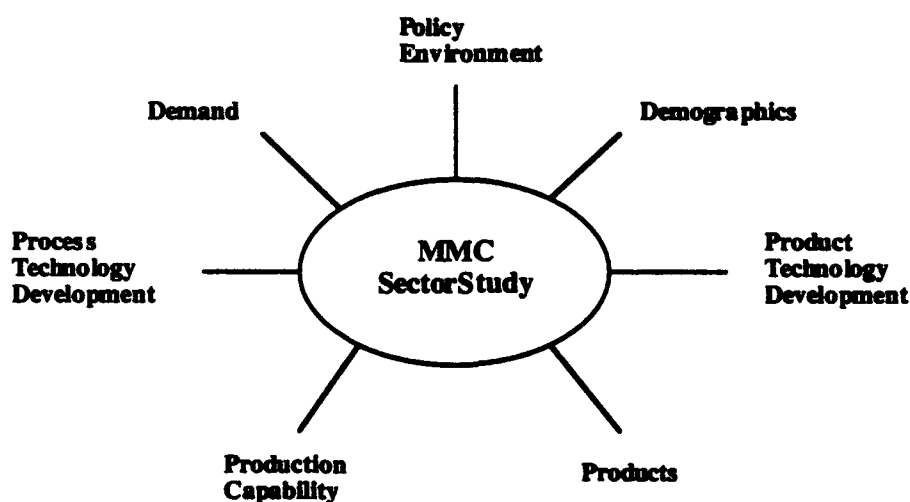 Policy
Environment
Demand
Demographics
MMC
SectorStudy
Process
Technology
Development
Product
Technology
Development
Production
Capability
Products